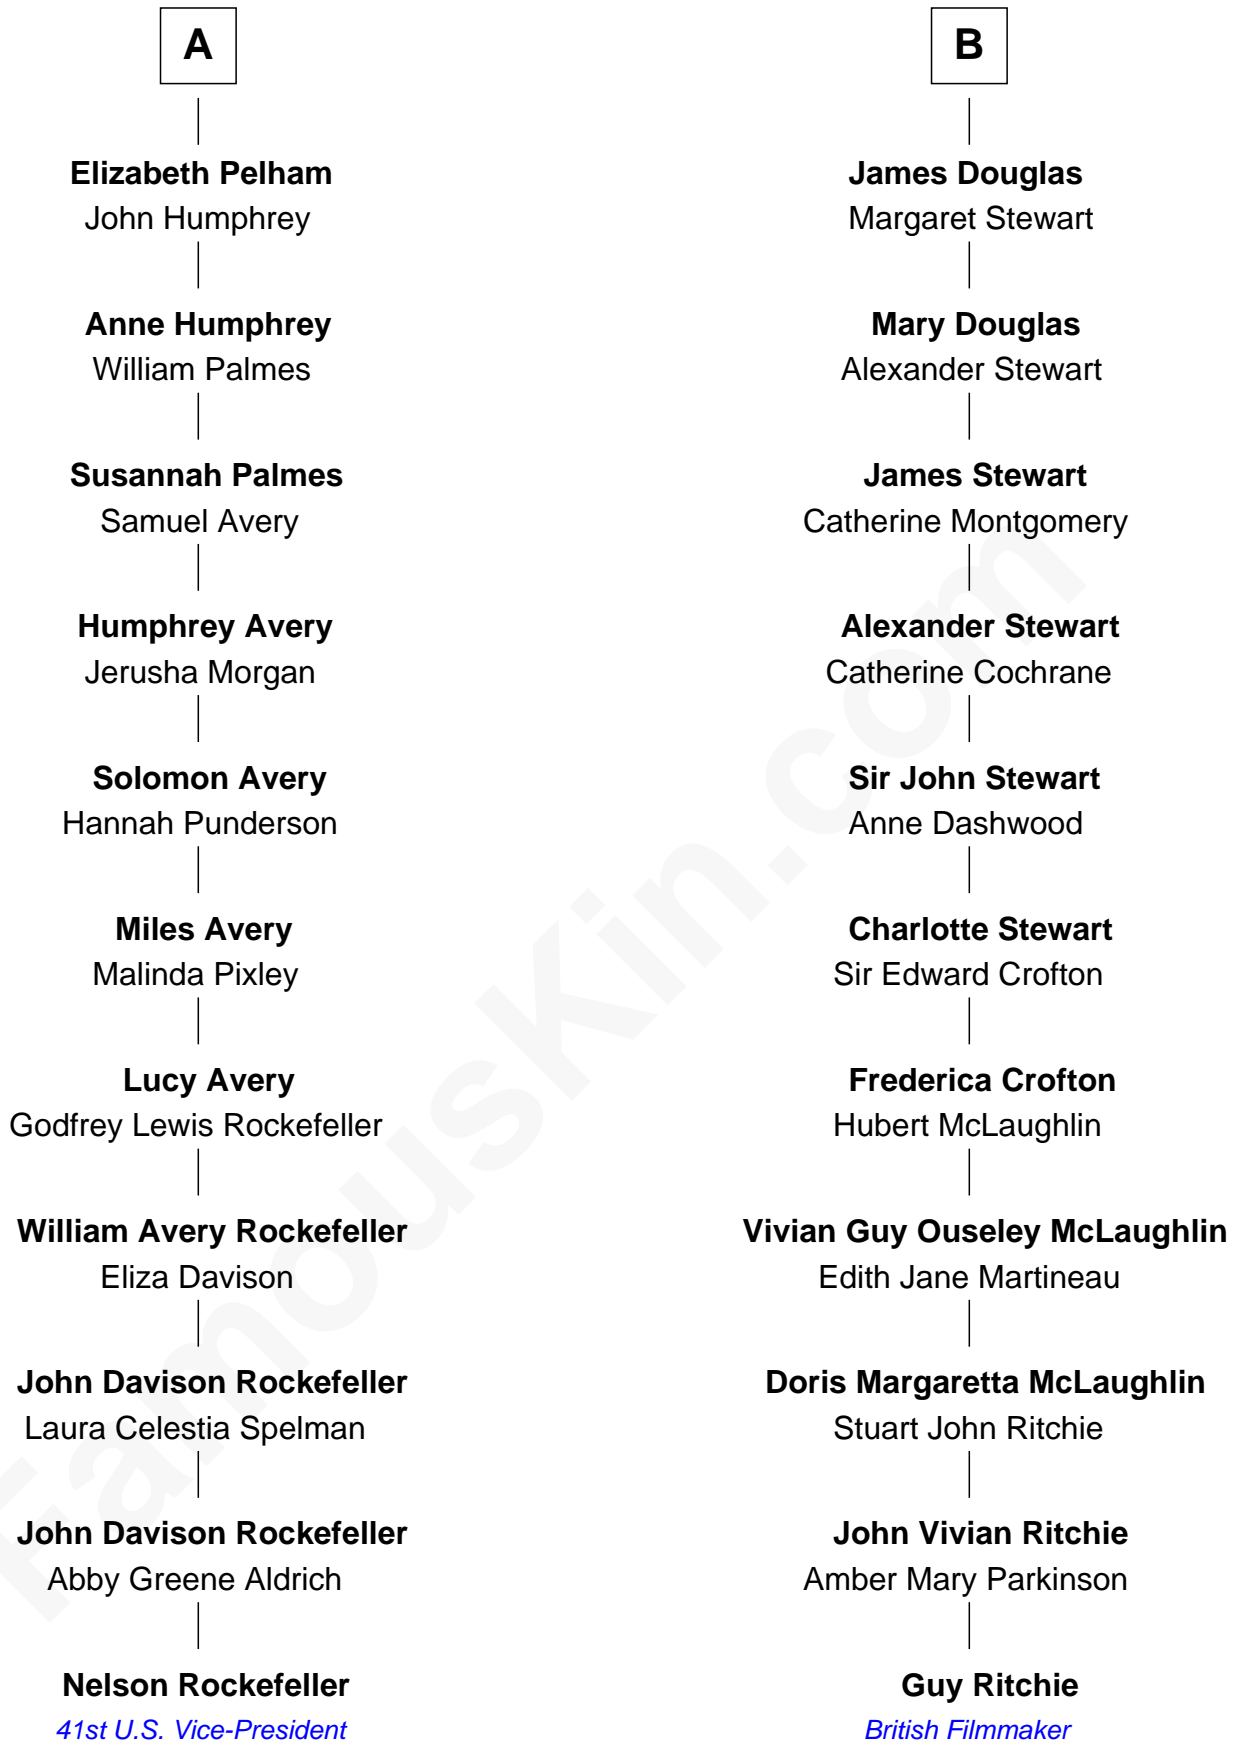 A
Elizabeth Pelham
John Humphrey
Anne Humphrey
William Palmes
Susannah Palmes
Samuel Avery
Humphrey Avery
Jerusha Morgan
Solomon Avery
Hannah Punderson
Miles Avery
Malinda Pixley
Lucy Avery
Godfrey Lewis Rockefeller
William Avery Rockefeller
Eliza Davison
John Davison Rockefeller
Laura Celestia Spelman
John Davison Rockefeller
Abby Greene Aldrich
Nelson Rockefeller
41st U.S. Vice-President
B
James Douglas
Margaret Stewart
Mary Douglas
Alexander Stewart
James Stewart
Catherine Montgomery
Alexander Stewart
Catherine Cochrane
Sir John Stewart
Anne Dashwood
Charlotte Stewart
Sir Edward Crofton
Frederica Crofton
Hubert McLaughlin
Vivian Guy Ouseley McLaughlin
Edith Jane Martineau
Doris Margaretta McLaughlin
Stuart John Ritchie
John Vivian Ritchie
Amber Mary Parkinson
Guy Ritchie
British Filmmaker
FamousKin.com